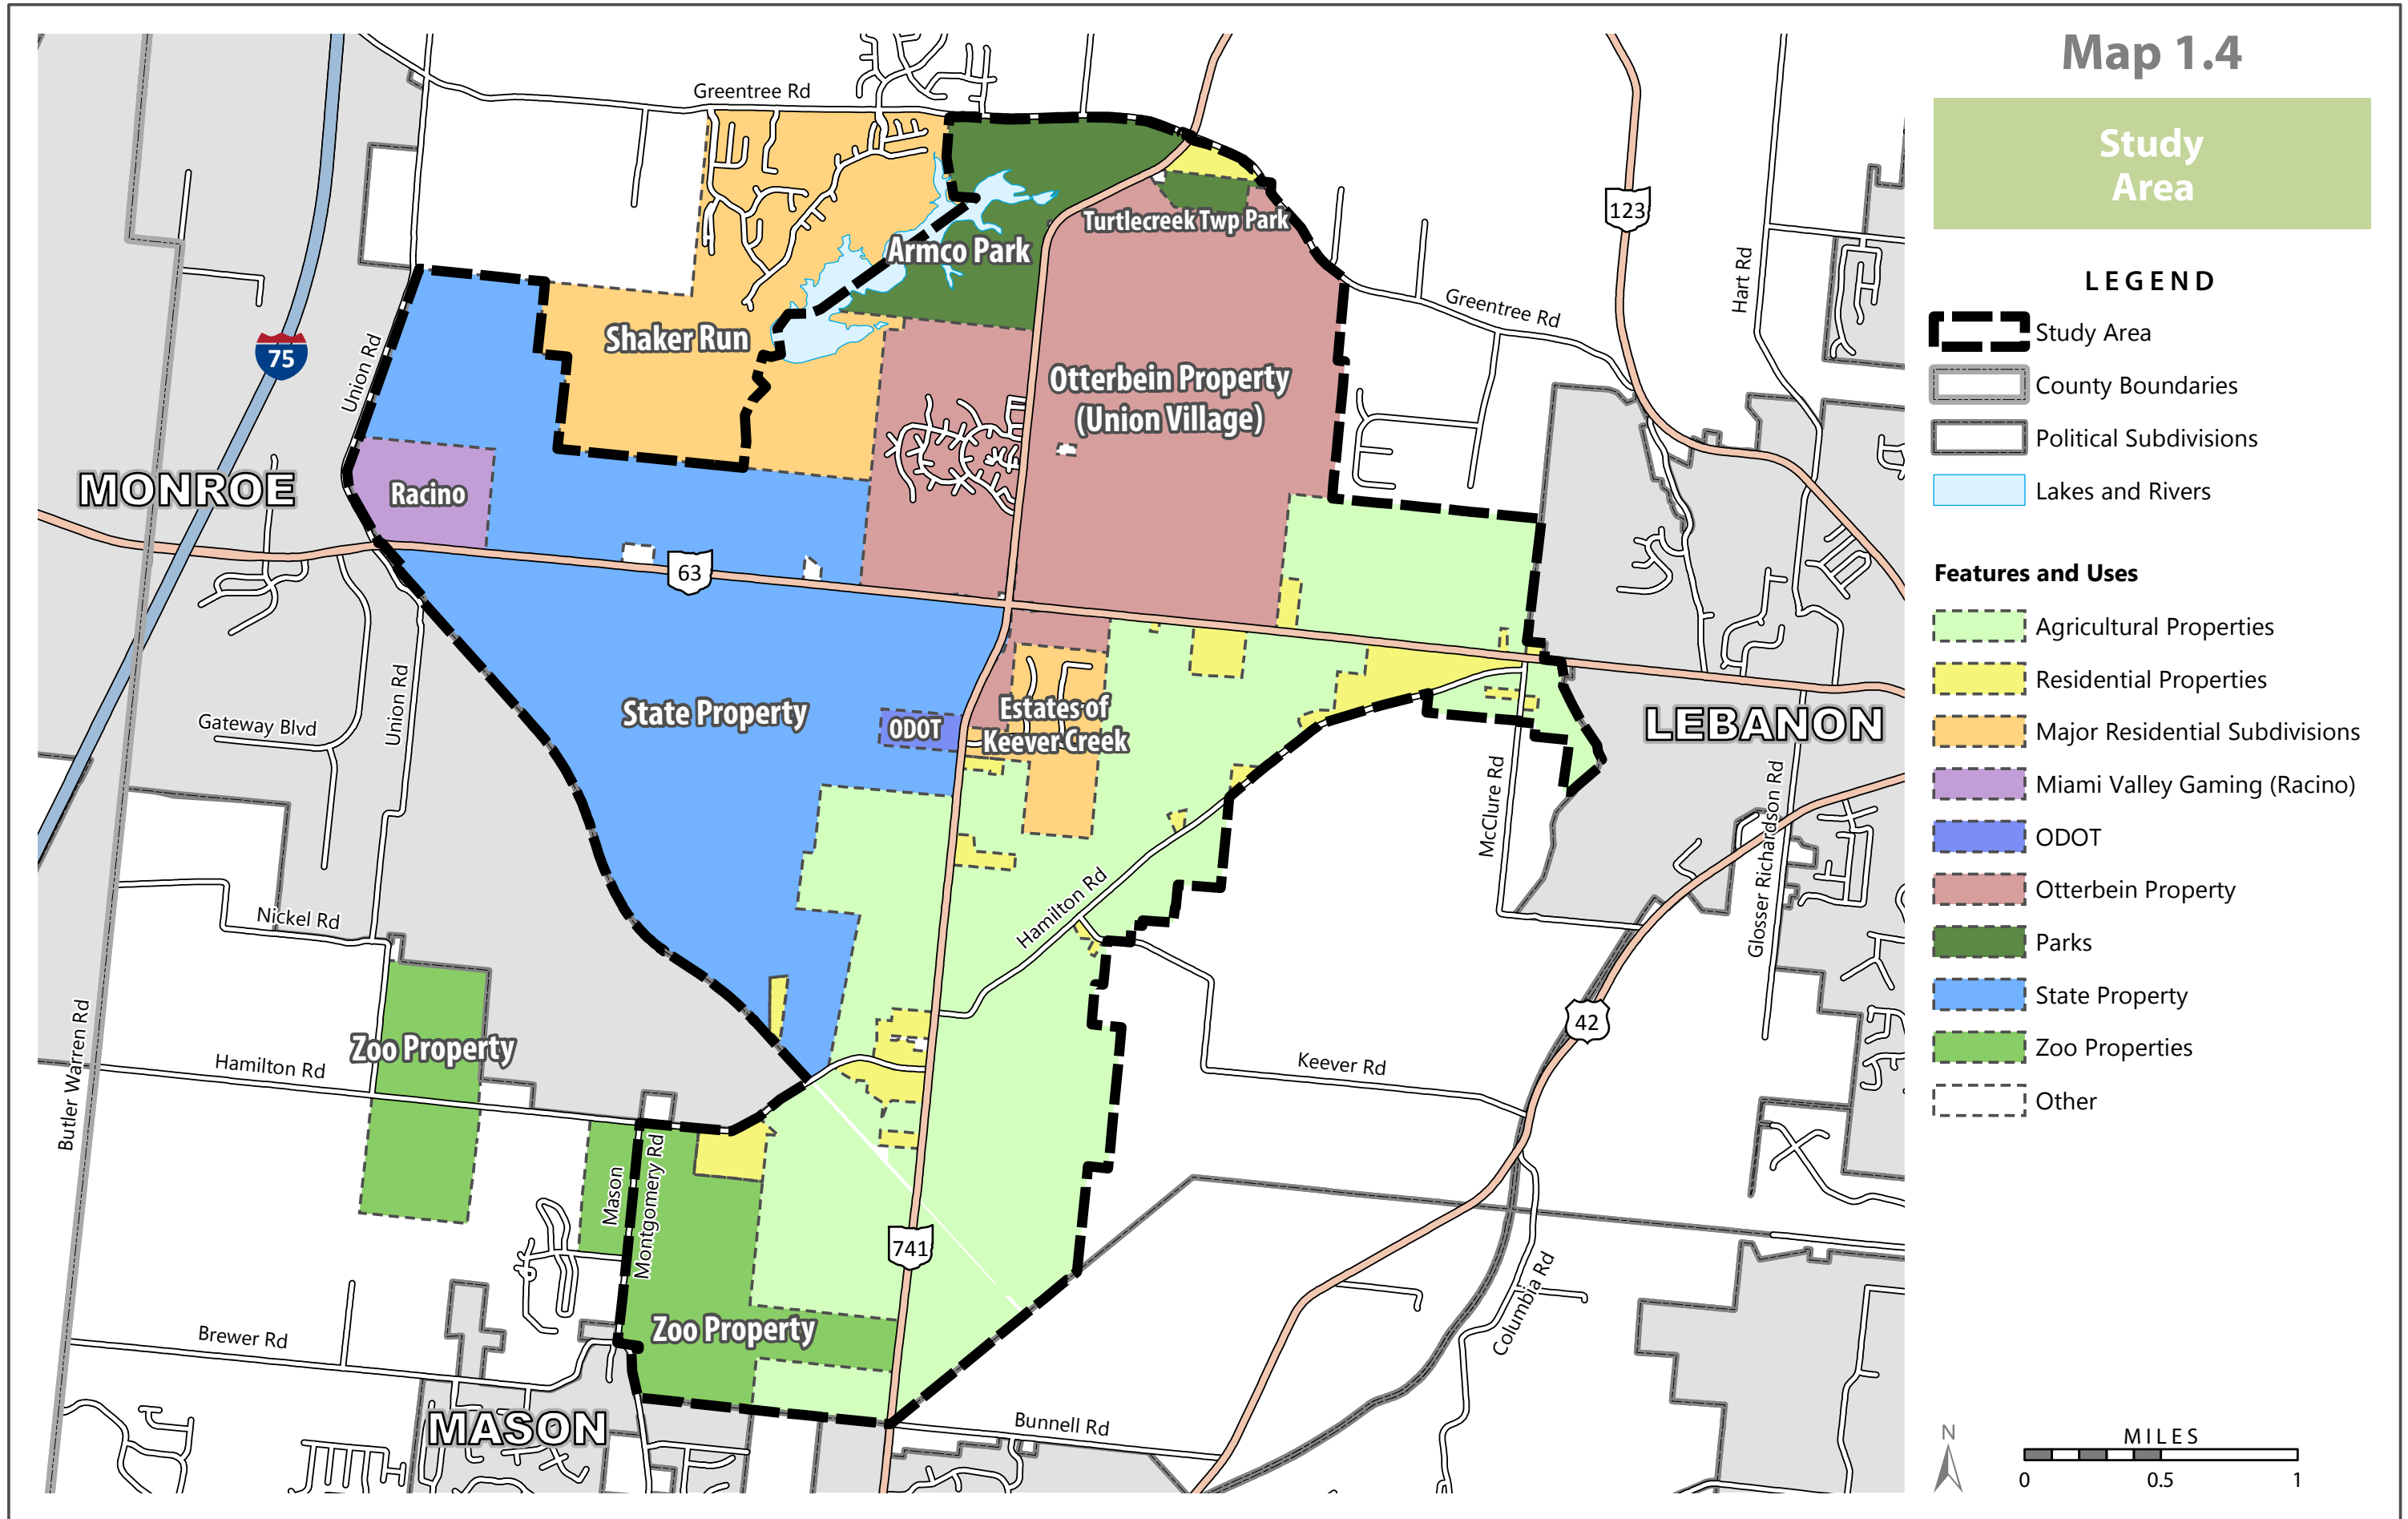 Map 1.4
Study
Area
LEGEND
Study Area
County Boundaries
Political Subdivisions
Lakes and Rivers
Features and Uses
Agricultural Properties
Residential Properties
Major Residential Subdivisions
Miami Valley Gaming (Racino)
ODOT
Otterbein Property
Parks
State Property
Zoo Properties
Other
N
MILES
0 0.5 1
Greentree Rd
Turtlecreek Twp Park
123
Armco Park
Hart Rd
Greentree Rd
Shaker Run
75
Union Rd
Otterbein Property
(Union Village)
MONROE
Racino
63
State Property
ODOT
Estates of
Keever Creek
LEBANON
Gateway Blvd
Union Rd
McClure Rd
Glosser Richardson Rd
Nickel Rd
Hamilton Rd
42
Butler Warren Rd
Zoo Property
Hamilton Rd
Keever Rd
Mason
Montgomery Rd
741
Columbia Rd
Zoo Property
Brewer Rd
MASON
Bunnell Rd